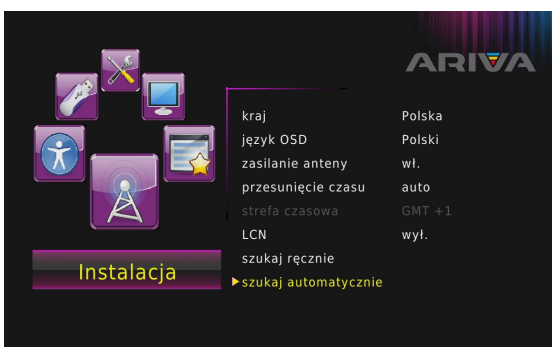 ARIVA
kraj Polska
język OSD Polski
zasilanie anteny wł.
przesunięcie czasu auto
strefa czasowa GMT +1
LCN wył.
szukaj ręcznie
szukaj automatycznie
Instalacja